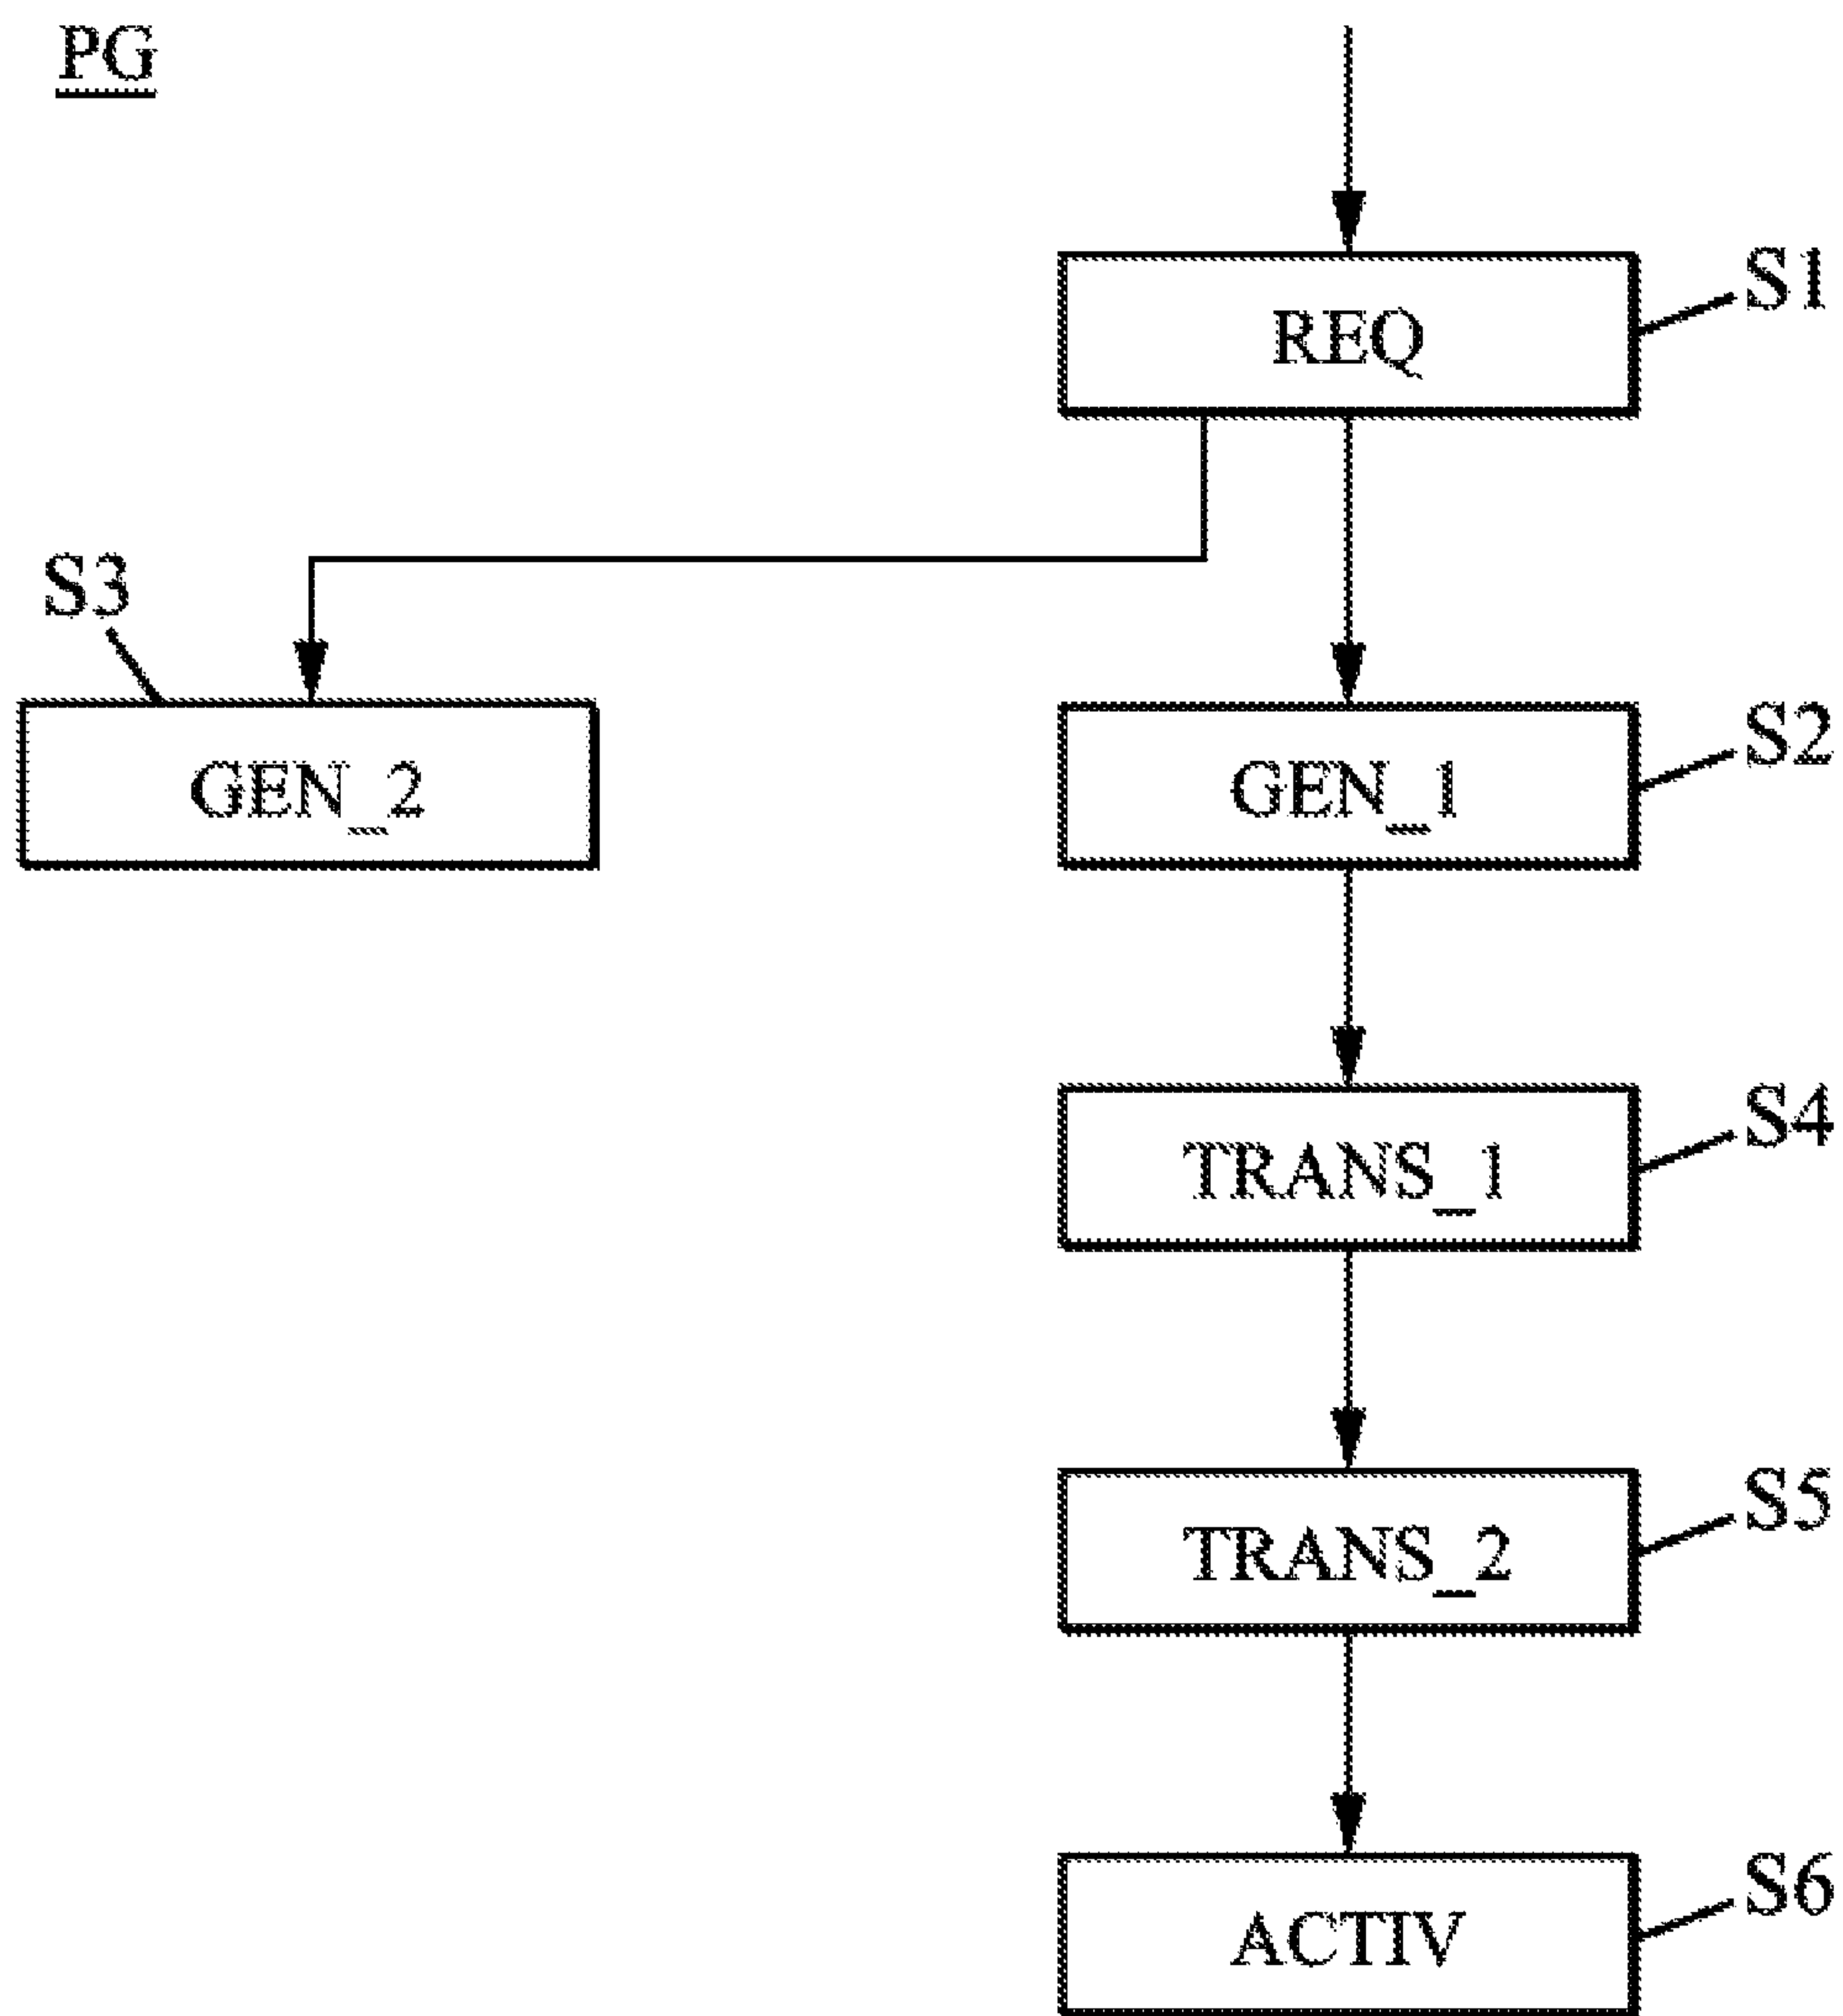 PG
REQ
S1
S3
GEN_2
GEN_1
S2
TRANS_1
S4
TRANS_2
S5
ACTIV
S6